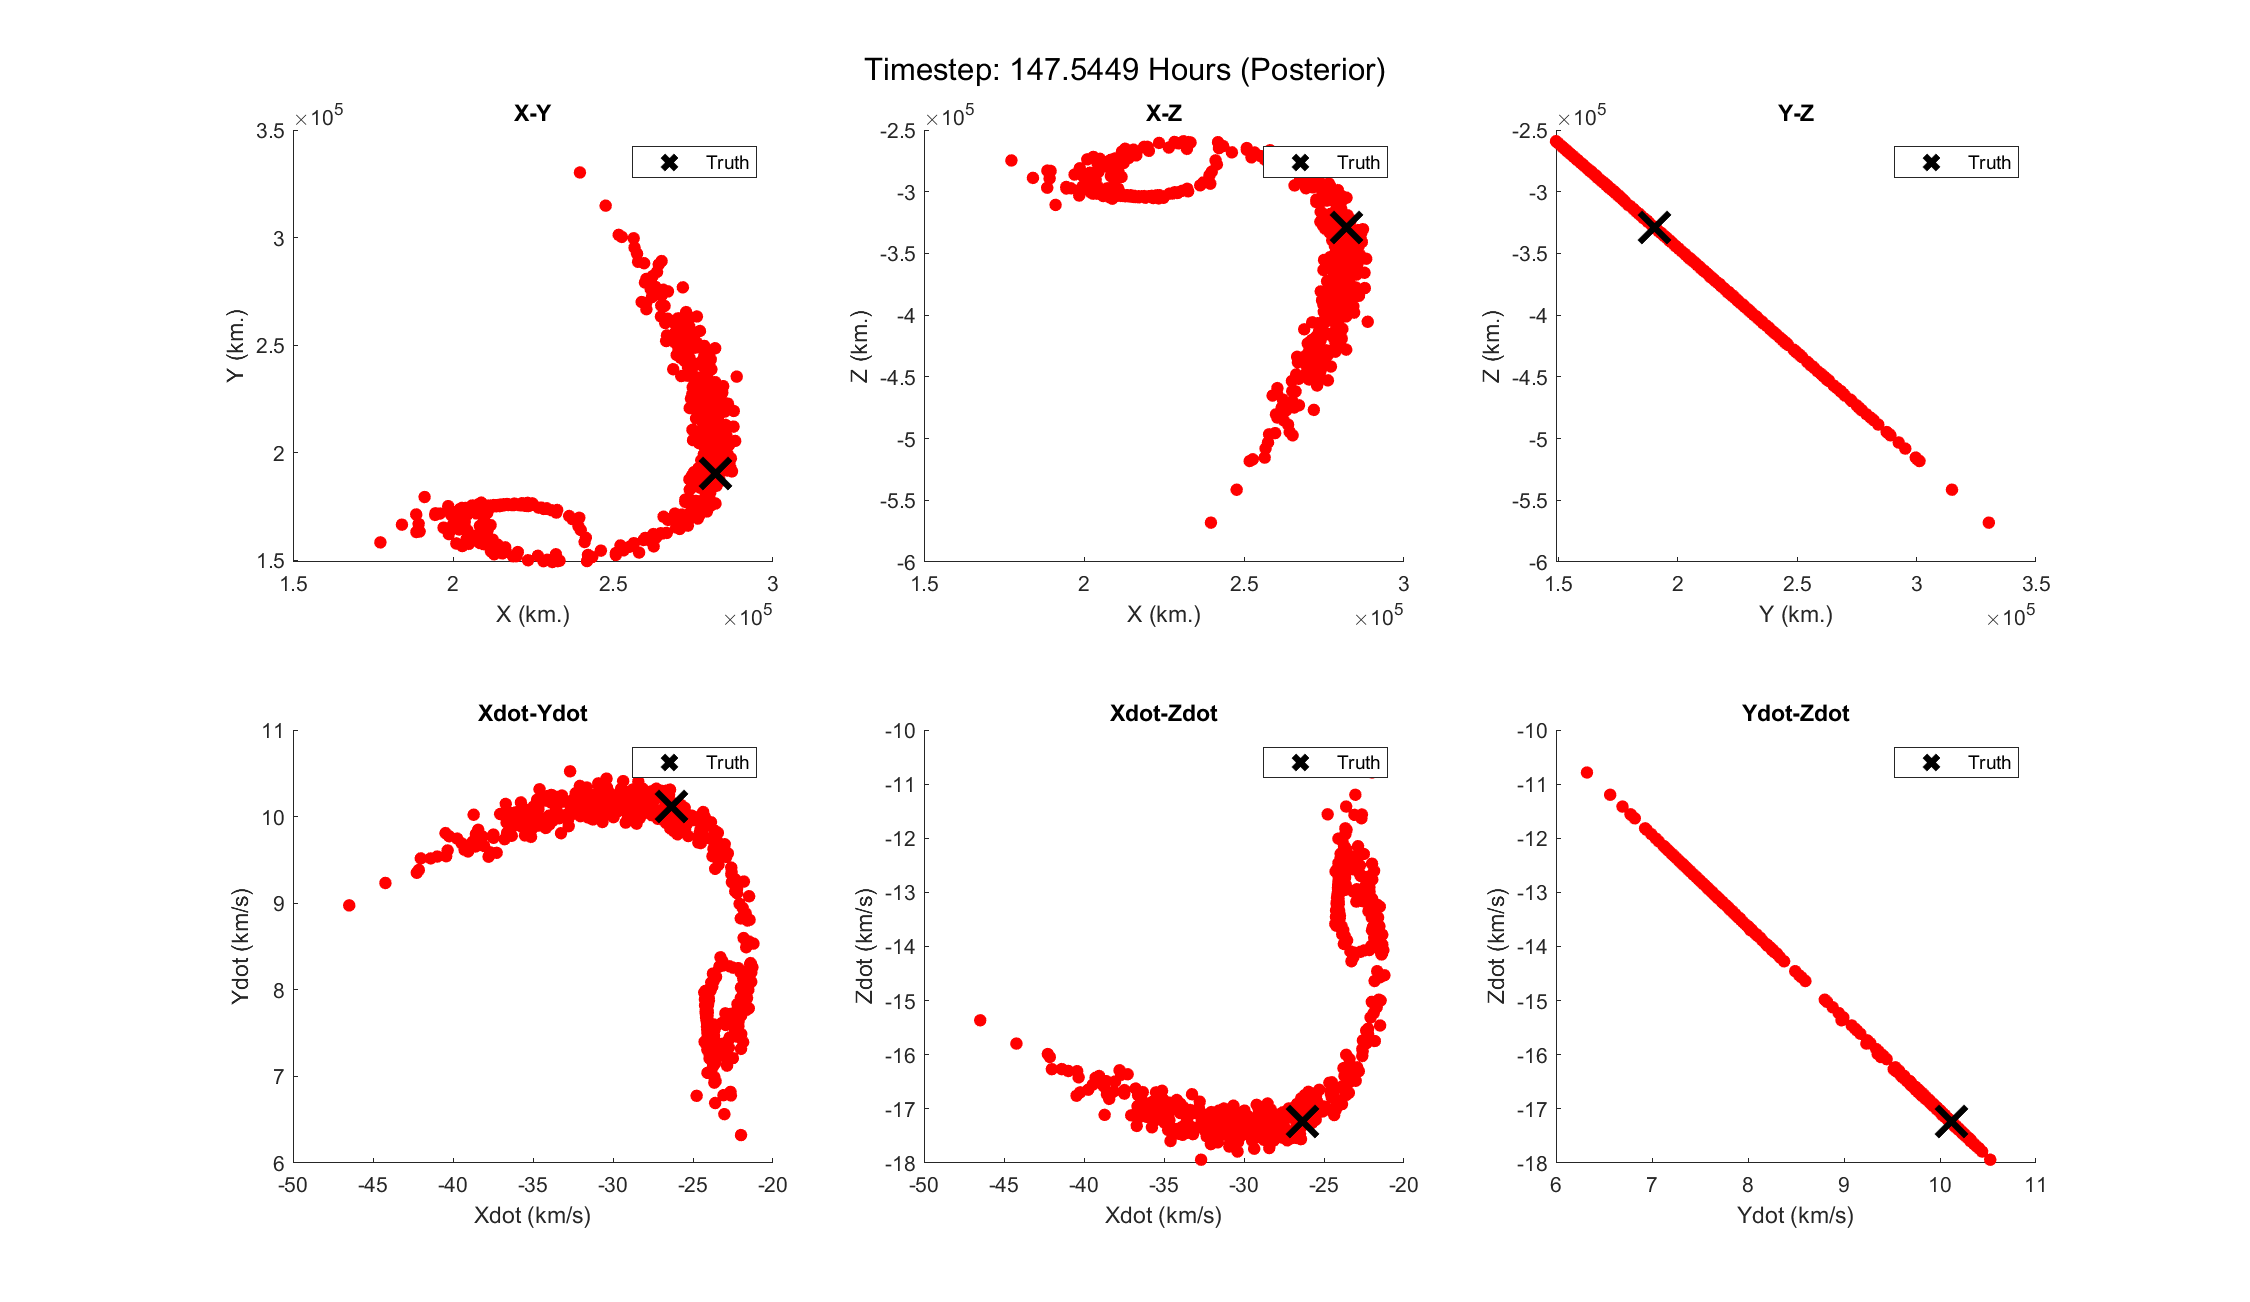 Timestep: 147.5449 Hours (Posterior)
X-Y
×10^5
3.5
3
2.5
2
1.5
Y (km.)
Truth
1.5 2 2.5 3
X (km.)
×10^5
X-Z
×10^5
-2.5
-3
-3.5
-4
-4.5
-5
-5.5
-6
Z (km.)
Truth
1.5 2 2.5 3
X (km.)
×10^5
Y-Z
×10^5
-2.5
-3
-3.5
-4
-4.5
-5
-5.5
-6
Z (km.)
Truth
1.5 2 2.5 3 3.5
Y (km.)
×10^5
Xdot-Ydot
11
10
9
8
7
6
Ydot (km/s)
Truth
-50 -45 -40 -35 -30 -25 -20
Xdot (km/s)
Xdot-Zdot
-10
-11
-12
-13
-14
-15
-16
-17
-18
Zdot (km/s)
Truth
-50 -45 -40 -35 -30 -25 -20
Xdot (km/s)
Ydot-Zdot
-10
-11
-12
-13
-14
-15
-16
-17
-18
Zdot (km/s)
Truth
6 7 8 9 10 11
Ydot (km/s)